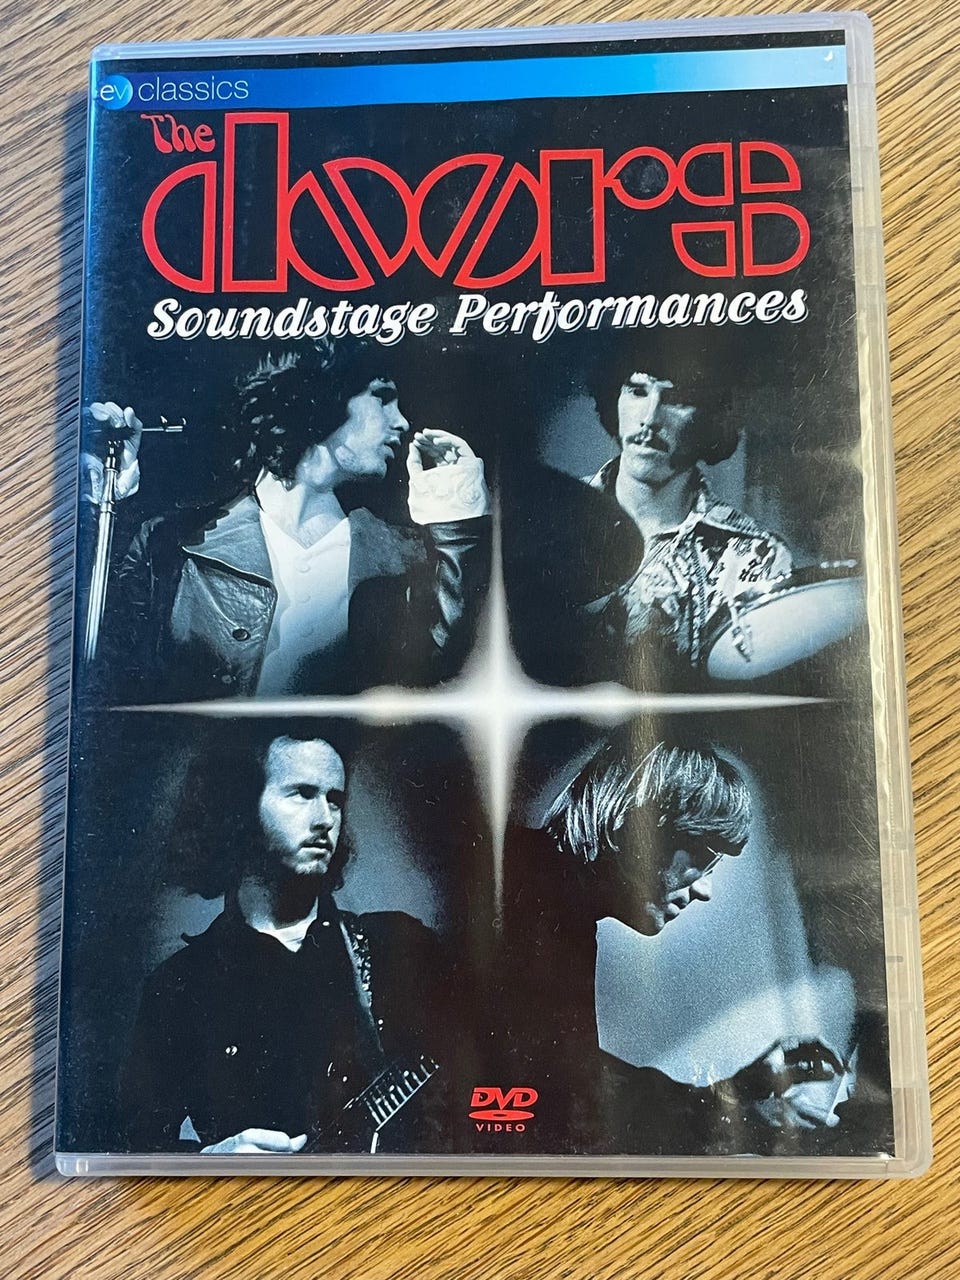 ev classics
The
doors
Soundstage Performances
DVD
VIDEO